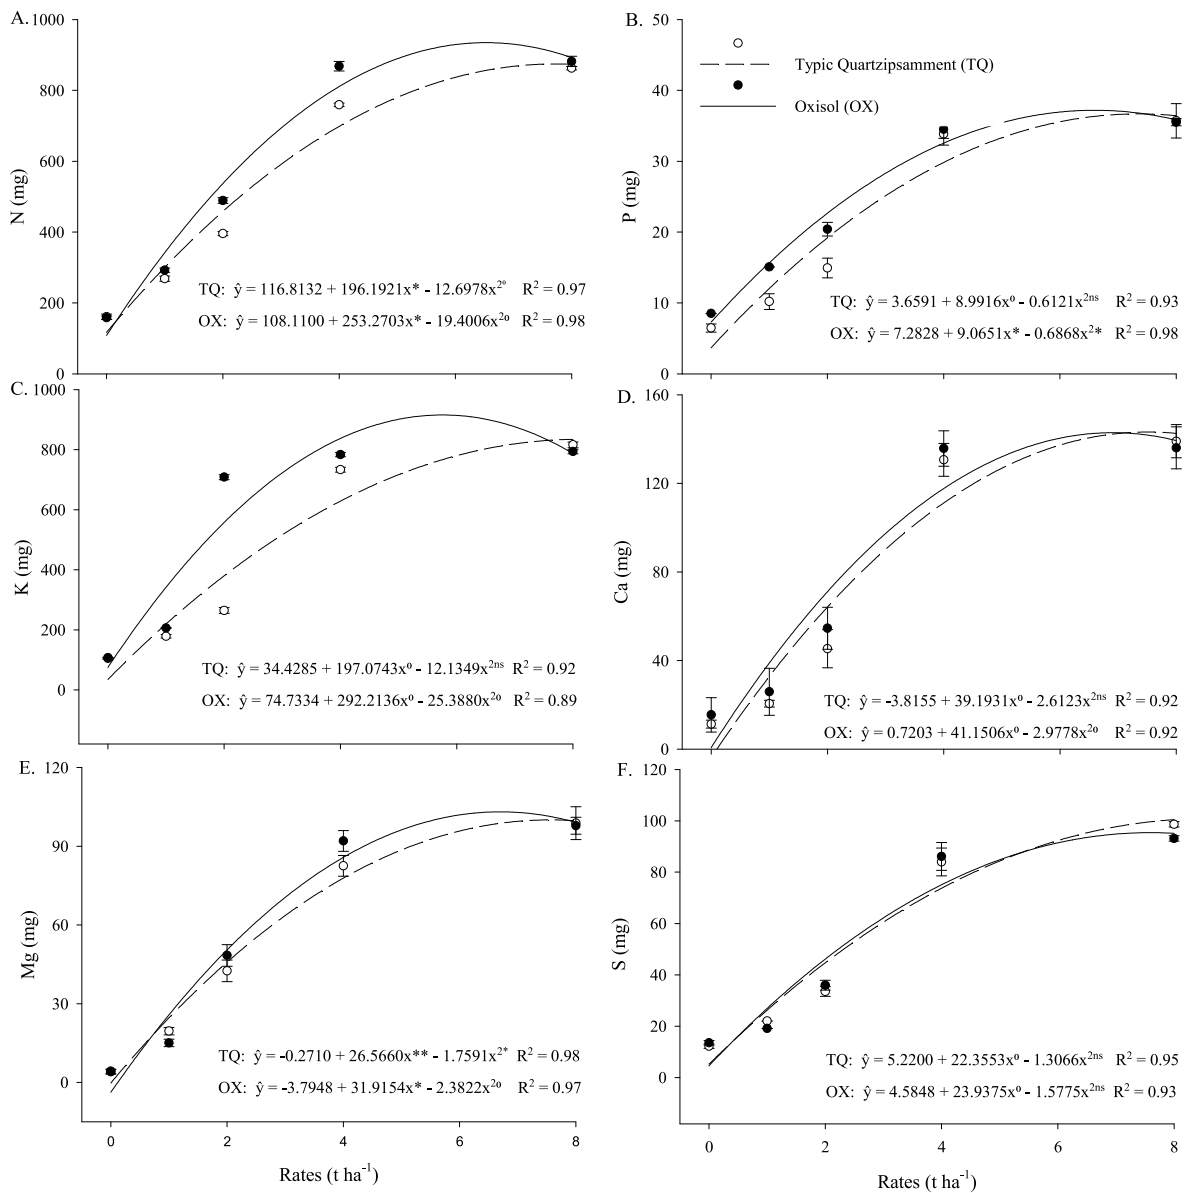 A.
1000
800
600
400
200
0
N (mg)
TQ: ŷ = 116.8132 + 196.1921x* - 12.6978x²º R² = 0.97
OX: ŷ = 108.1100 + 253.2703x* - 19.4006x²º R² = 0.98
B.
50
40
30
20
10
0
P (mg)
Typic Quartzipsamment (TQ)
Oxisol (OX)
TQ: ŷ = 3.6591 + 8.9916xº - 0.6121x²ⁿˢ R² = 0.93
OX: ŷ = 7.2828 + 9.0651x* - 0.6868x²* R² = 0.98
C.
1000
800
600
400
200
0
K (mg)
TQ: ŷ = 34.4285 + 197.0743xº - 12.1349x²ⁿˢ R² = 0.92
OX: ŷ = 74.7334 + 292.2136xº - 25.3880x²º R² = 0.89
D.
160
120
80
40
0
Ca (mg)
TQ: ŷ = -3.8155 + 39.1931xº - 2.6123x²ⁿˢ R² = 0.92
OX: ŷ = 0.7203 + 41.1506xº - 2.9778x²º R² = 0.92
E.
120
90
60
30
0
Mg (mg)
TQ: ŷ = -0.2710 + 26.5660x** - 1.7591x²* R² = 0.98
OX: ŷ = -3.7948 + 31.9154x* - 2.3822x²º R² = 0.97
0 2 4 6 8
Rates (t ha⁻¹)
F.
120
100
80
60
40
20
0
S (mg)
TQ: ŷ = 5.2200 + 22.3553xº - 1.3066x²ⁿˢ R² = 0.95
OX: ŷ = 4.5848 + 23.9375xº - 1.5775x²ⁿˢ R² = 0.93
0 2 4 6 8
Rates (t ha⁻¹)